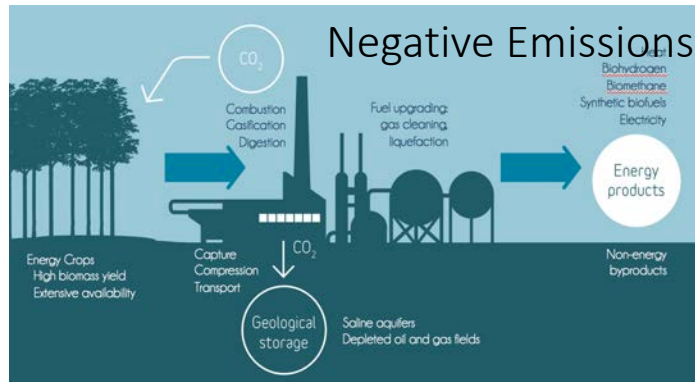 Negative Emissions
CO2
Combustion
Gasification
Digestion
Fuel upgrading:
gas cleaning,
liquefaction
Heat
Biohydrogen
Biomethane
Synthetic biofuels
Electricity
Energy
products
Energy Crops
High biomass yield
Extensive availability
Capture
Compression
Transport
CO2
Geological
storage
Saline aquifers
Depleted oil and gas fields
Non-energy
byproducts